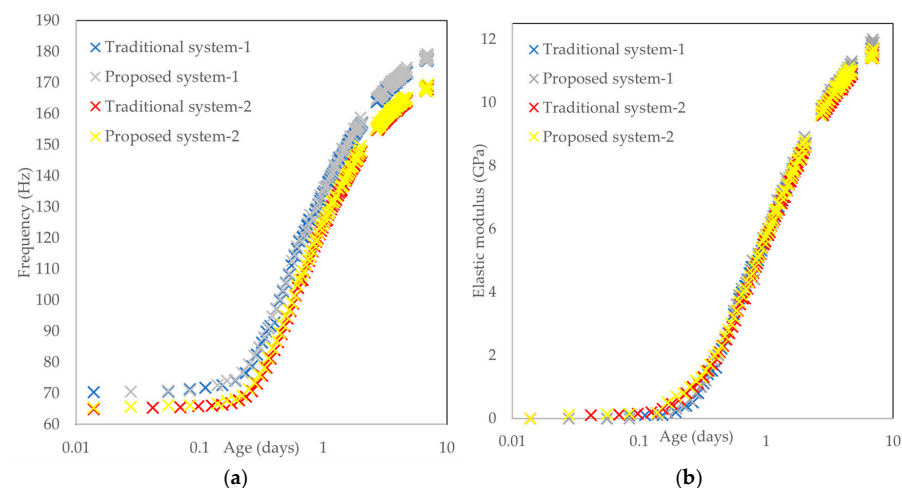 190
180
170
160
150
140
130
120
110
100
90
80
70
60
Frequency (Hz)
Traditional system-1
Proposed system-1
Traditional system-2
Proposed system-2
0.01
0.1
1
10
Age (days)
(a)
12
10
8
6
4
2
0
Elastic modulus (GPa)
Traditional system-1
Proposed system-1
Traditional system-2
Proposed system-2
0.01
0.1
1
10
Age (days)
(b)